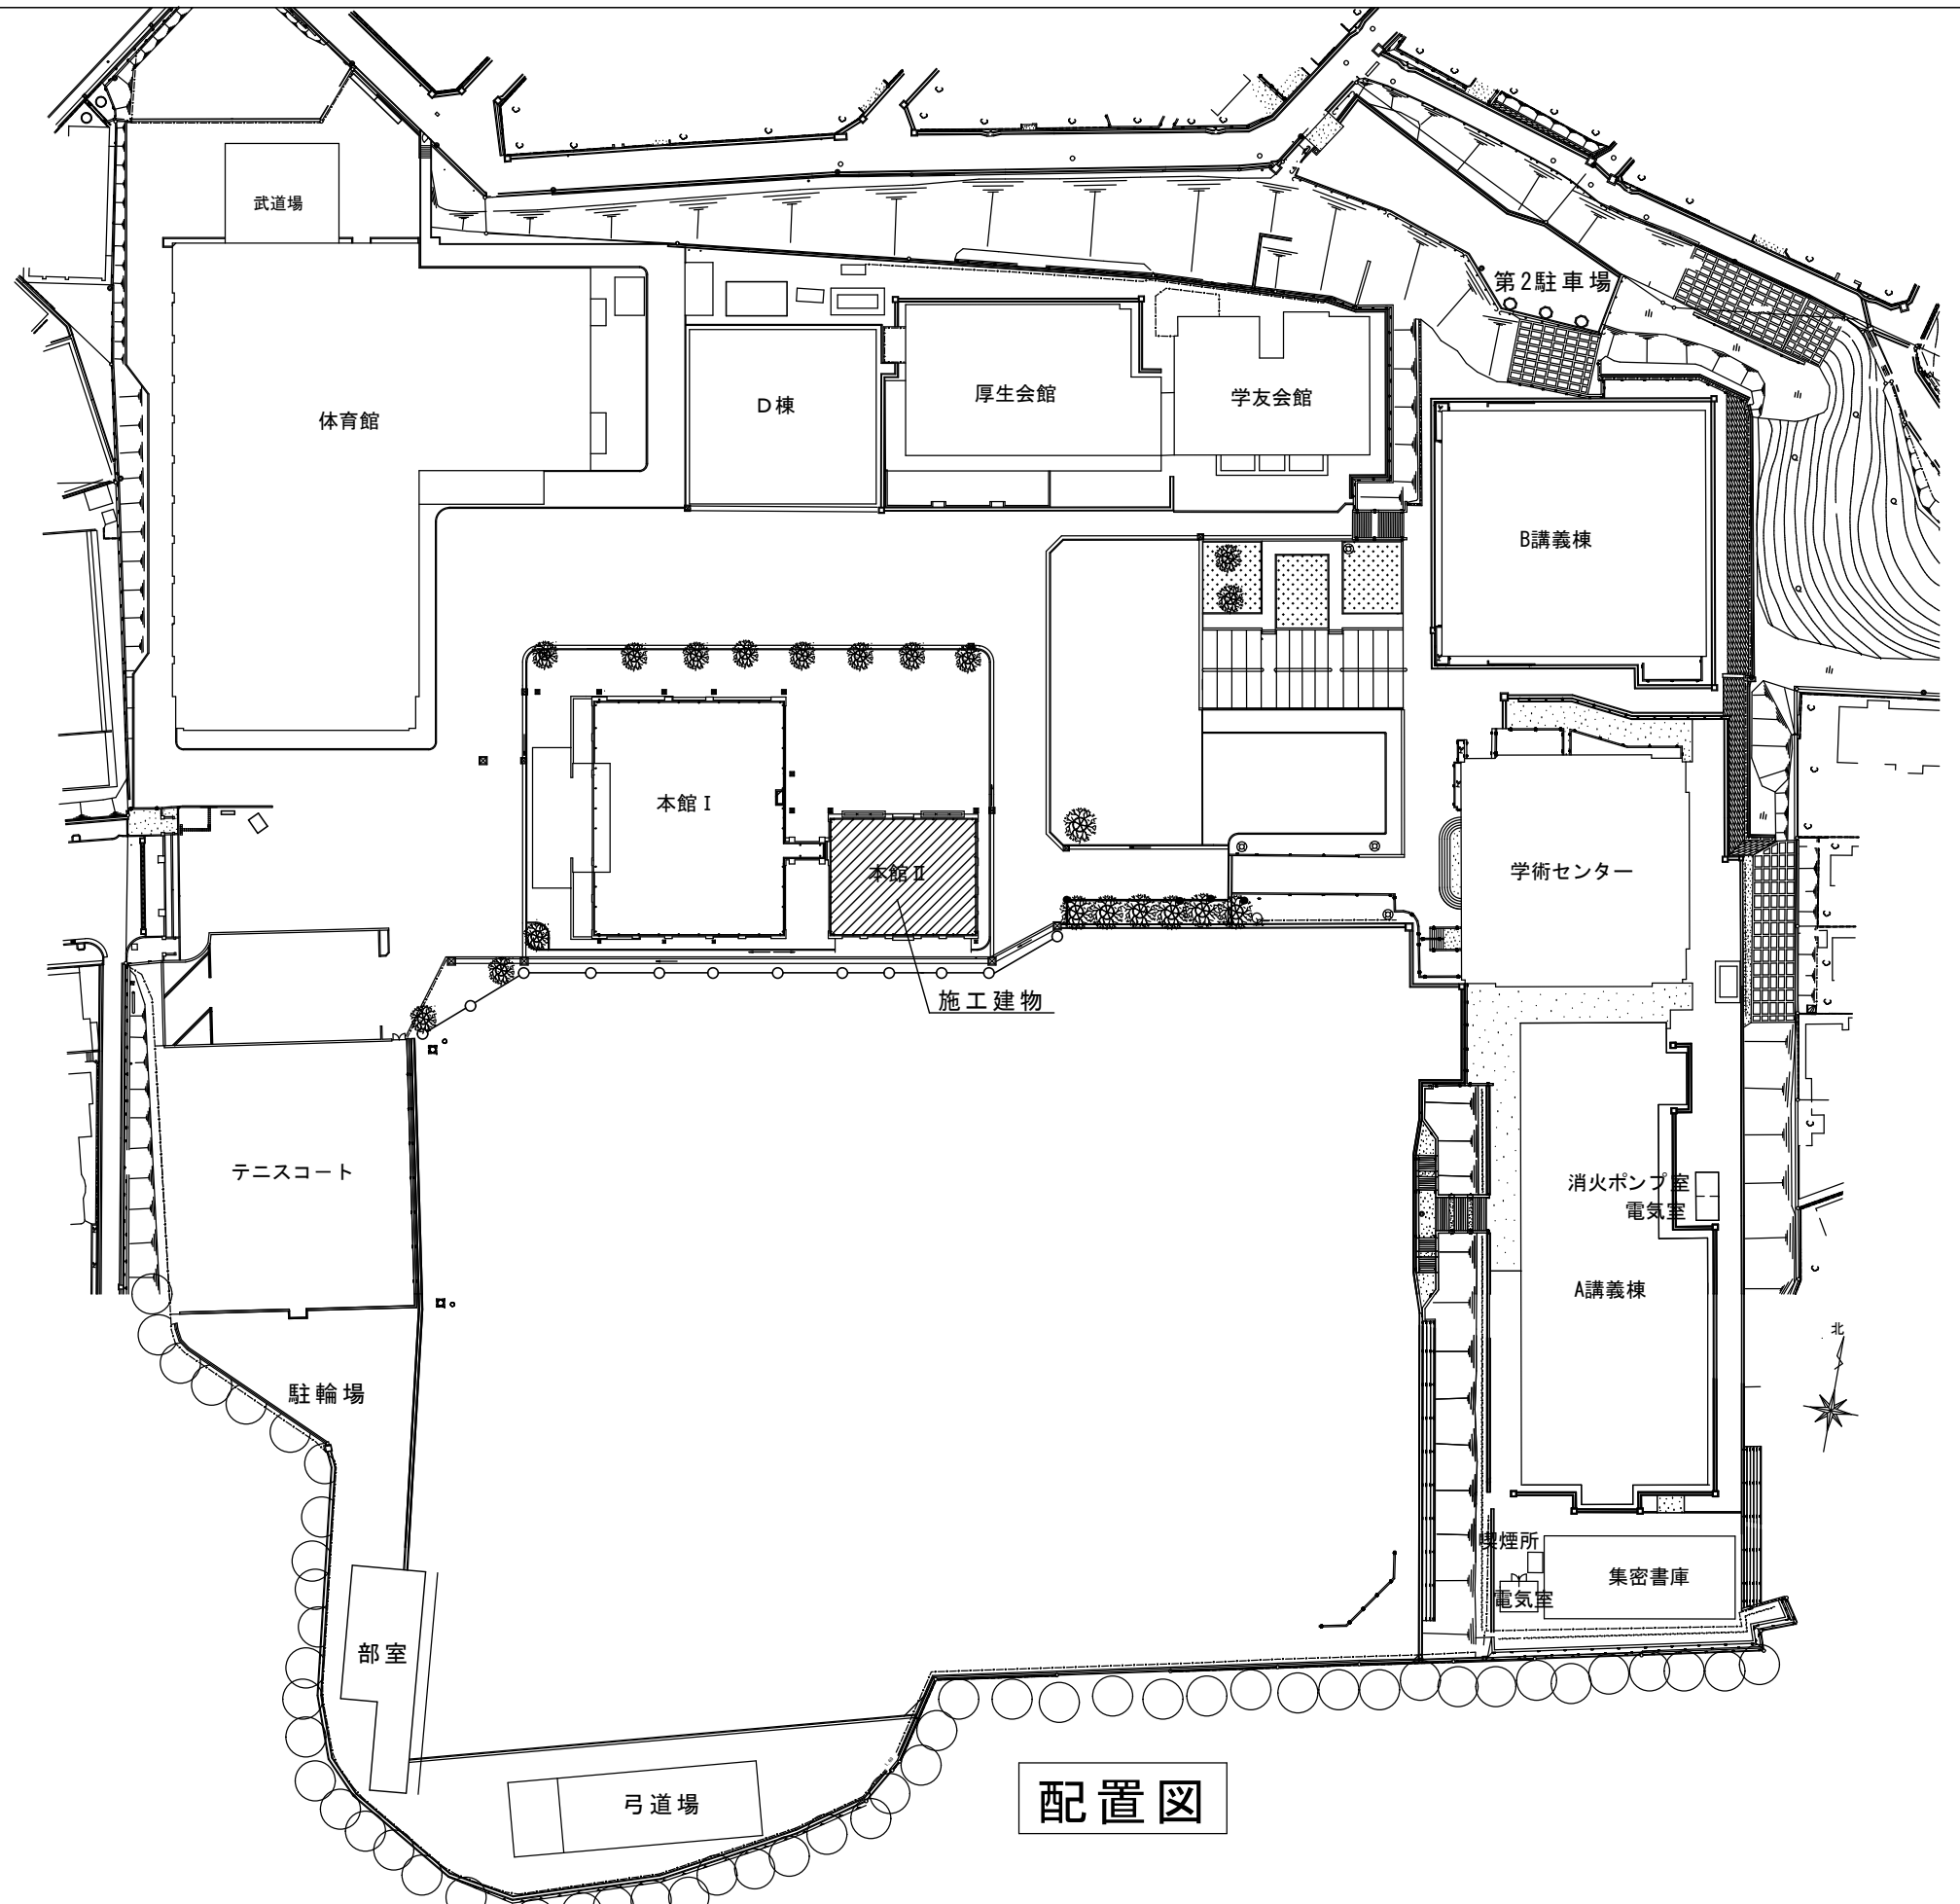 武道場
第2駐車場
体育館
D棟
厚生会館
学友会館
B講義棟
本館Ⅰ
本館Ⅱ
学術センター
施工建物
テニスコート
消火ポンプ室
電気室
A講義棟
北
駐輪場
喫煙所
集密書庫
電気室
部室
弓道場
配置図